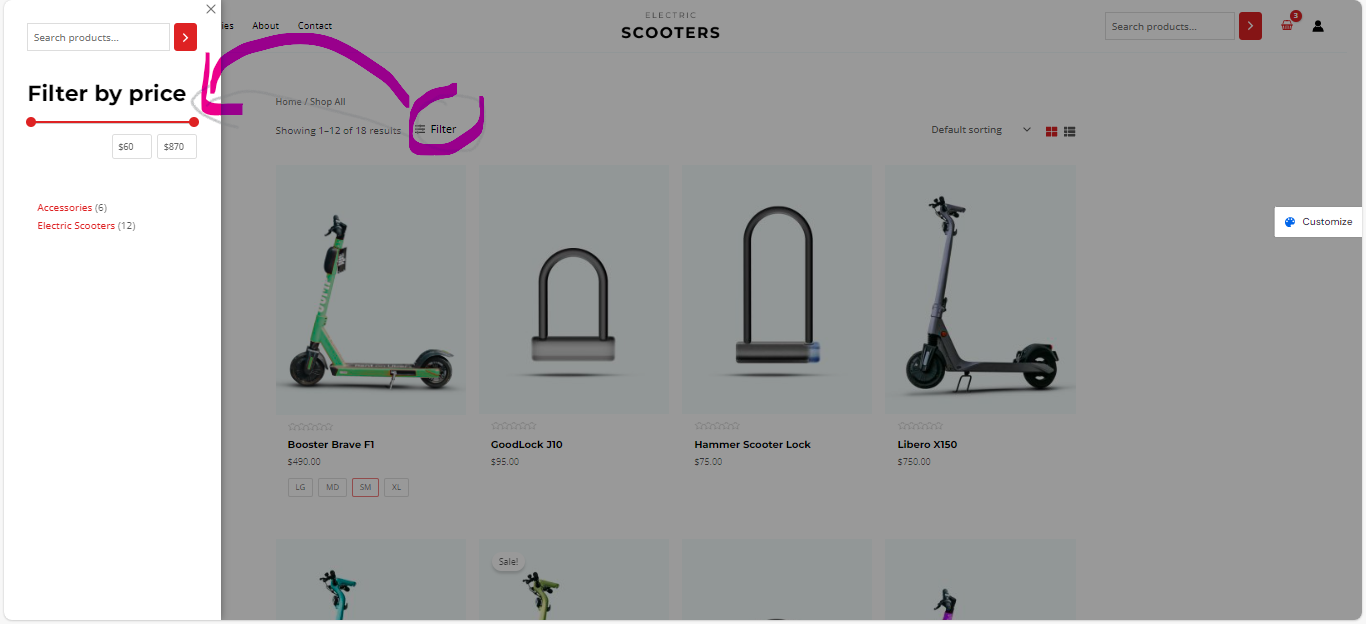 Search products...
Filter by price
$60
$870
Accessories (6)
Electric Scooters (12)
About
Contact
ELECTRIC
SCOOTERS
Search products...
3
Home / Shop All
Showing 1–12 of 18 results
Filter
Default sorting
Customize
Booster Brave F1
$490.00
LG
MD
SM
XL
GoodLock J10
$95.00
Hammer Scooter Lock
$75.00
Libero X150
$750.00
Sale!